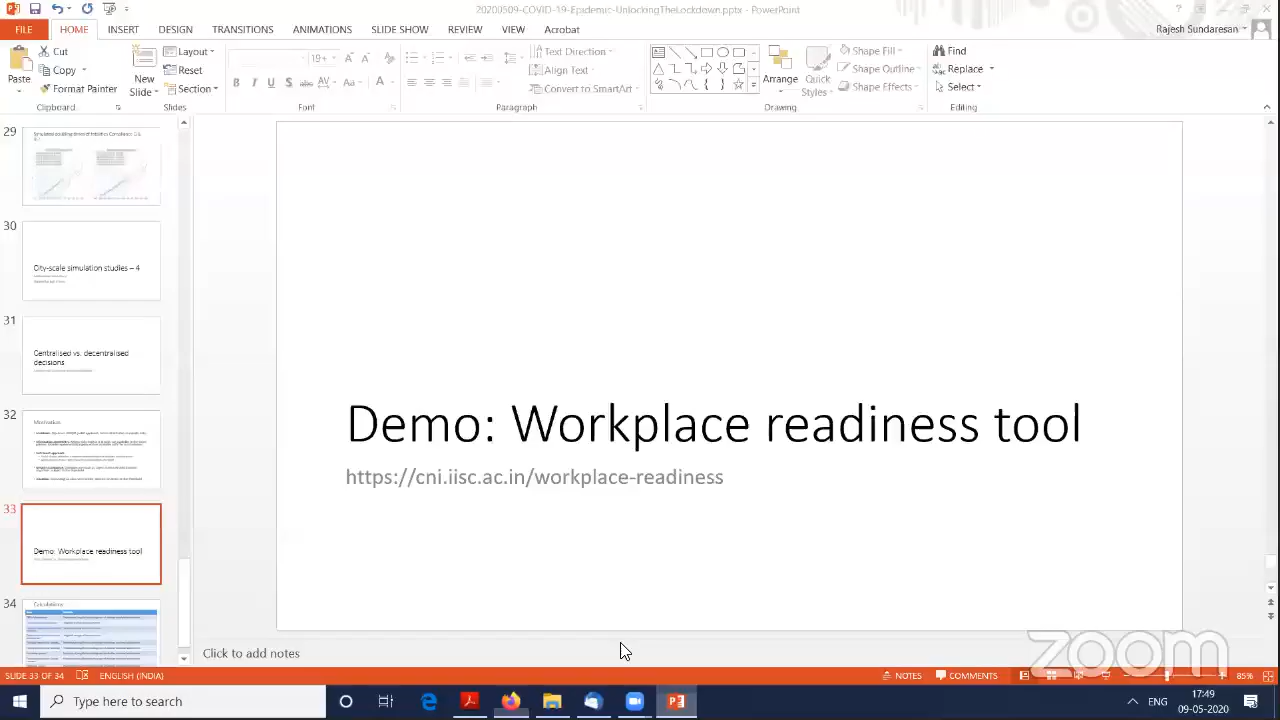 20200509-COVID-19-Epidemic-UnlockingTheLockdown.pptx - PowerPoint
FILE HOME INSERT DESIGN TRANSITIONS ANIMATIONS SLIDE SHOW REVIEW VIEW Acrobat Rajesh Sundaresan
Cut
Copy
Format Painter
Paste
Clipboard
New
Slide
Layout
Reset
Section
Slides
19+
B I U S abc AV Aa A
Font
Paragraph
Text Direction
Align Text
Convert to SmartArt
Arrange
Quick
Styles
Shape Fill
Shape Outline
Shape Effects
Drawing
Find
Replace
Select
Editing
29
30
City-scale simulation studies – 4
31
Centralised vs. decentralised
decisions
32
33
Demo: Workplace readiness tool
34
Calculations
Demo: Workplace readiness tool
https://cni.iisc.ac.in/workplace-readiness
Click to add notes
zoom
SLIDE 33 OF 34 ENGLISH (INDIA) NOTES COMMENTS 85%
Type here to search
ENG
17:49
09-05-2020